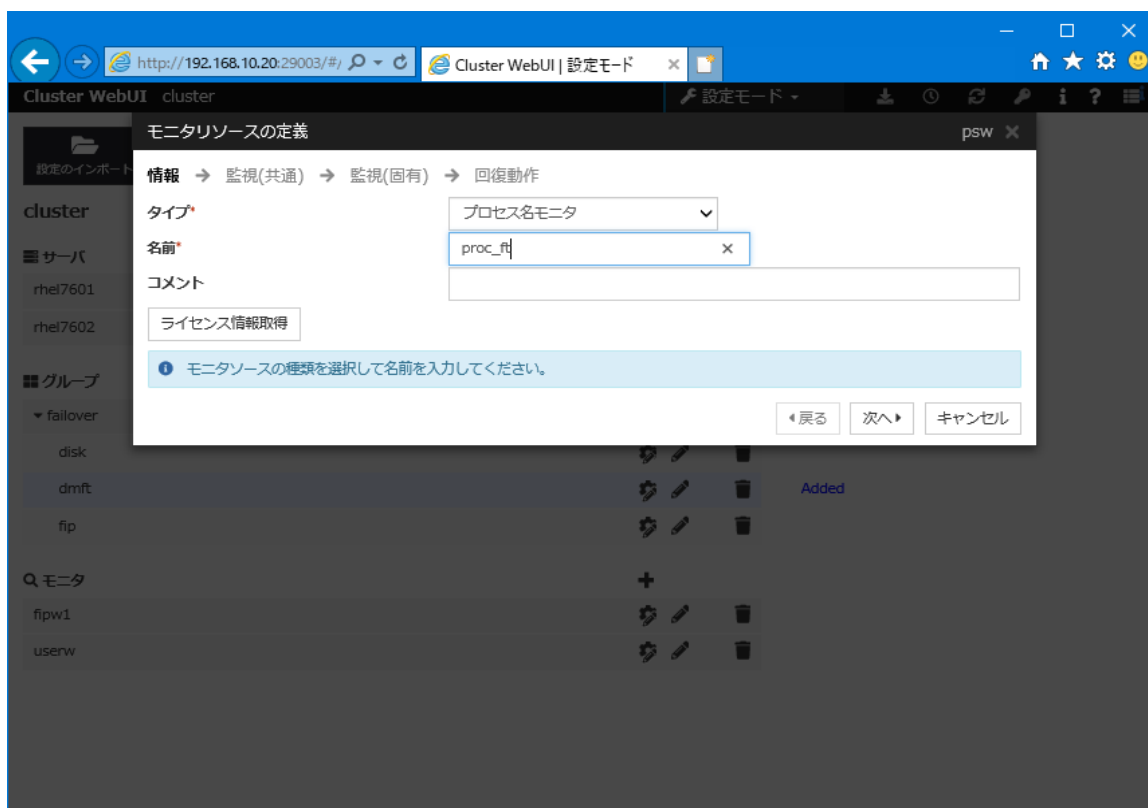 http://192.168.10.20:29003/#/
Cluster WebUI | 設定モード
Cluster WebUI cluster
設定モード
設定のインポート
モニタリソースの定義
psw
情報 → 監視(共通) → 監視(固有) → 回復動作
タイプ* プロセス名モニタ
名前* proc_ft
コメント
ライセンス情報取得
モニタソースの種類を選択して名前を入力してください。
戻る 次へ キャンセル
cluster
サーバ
rhel7601
rhel7602
グループ
failover
disk
dmft Added
fip
モニタ
fipw1
userw